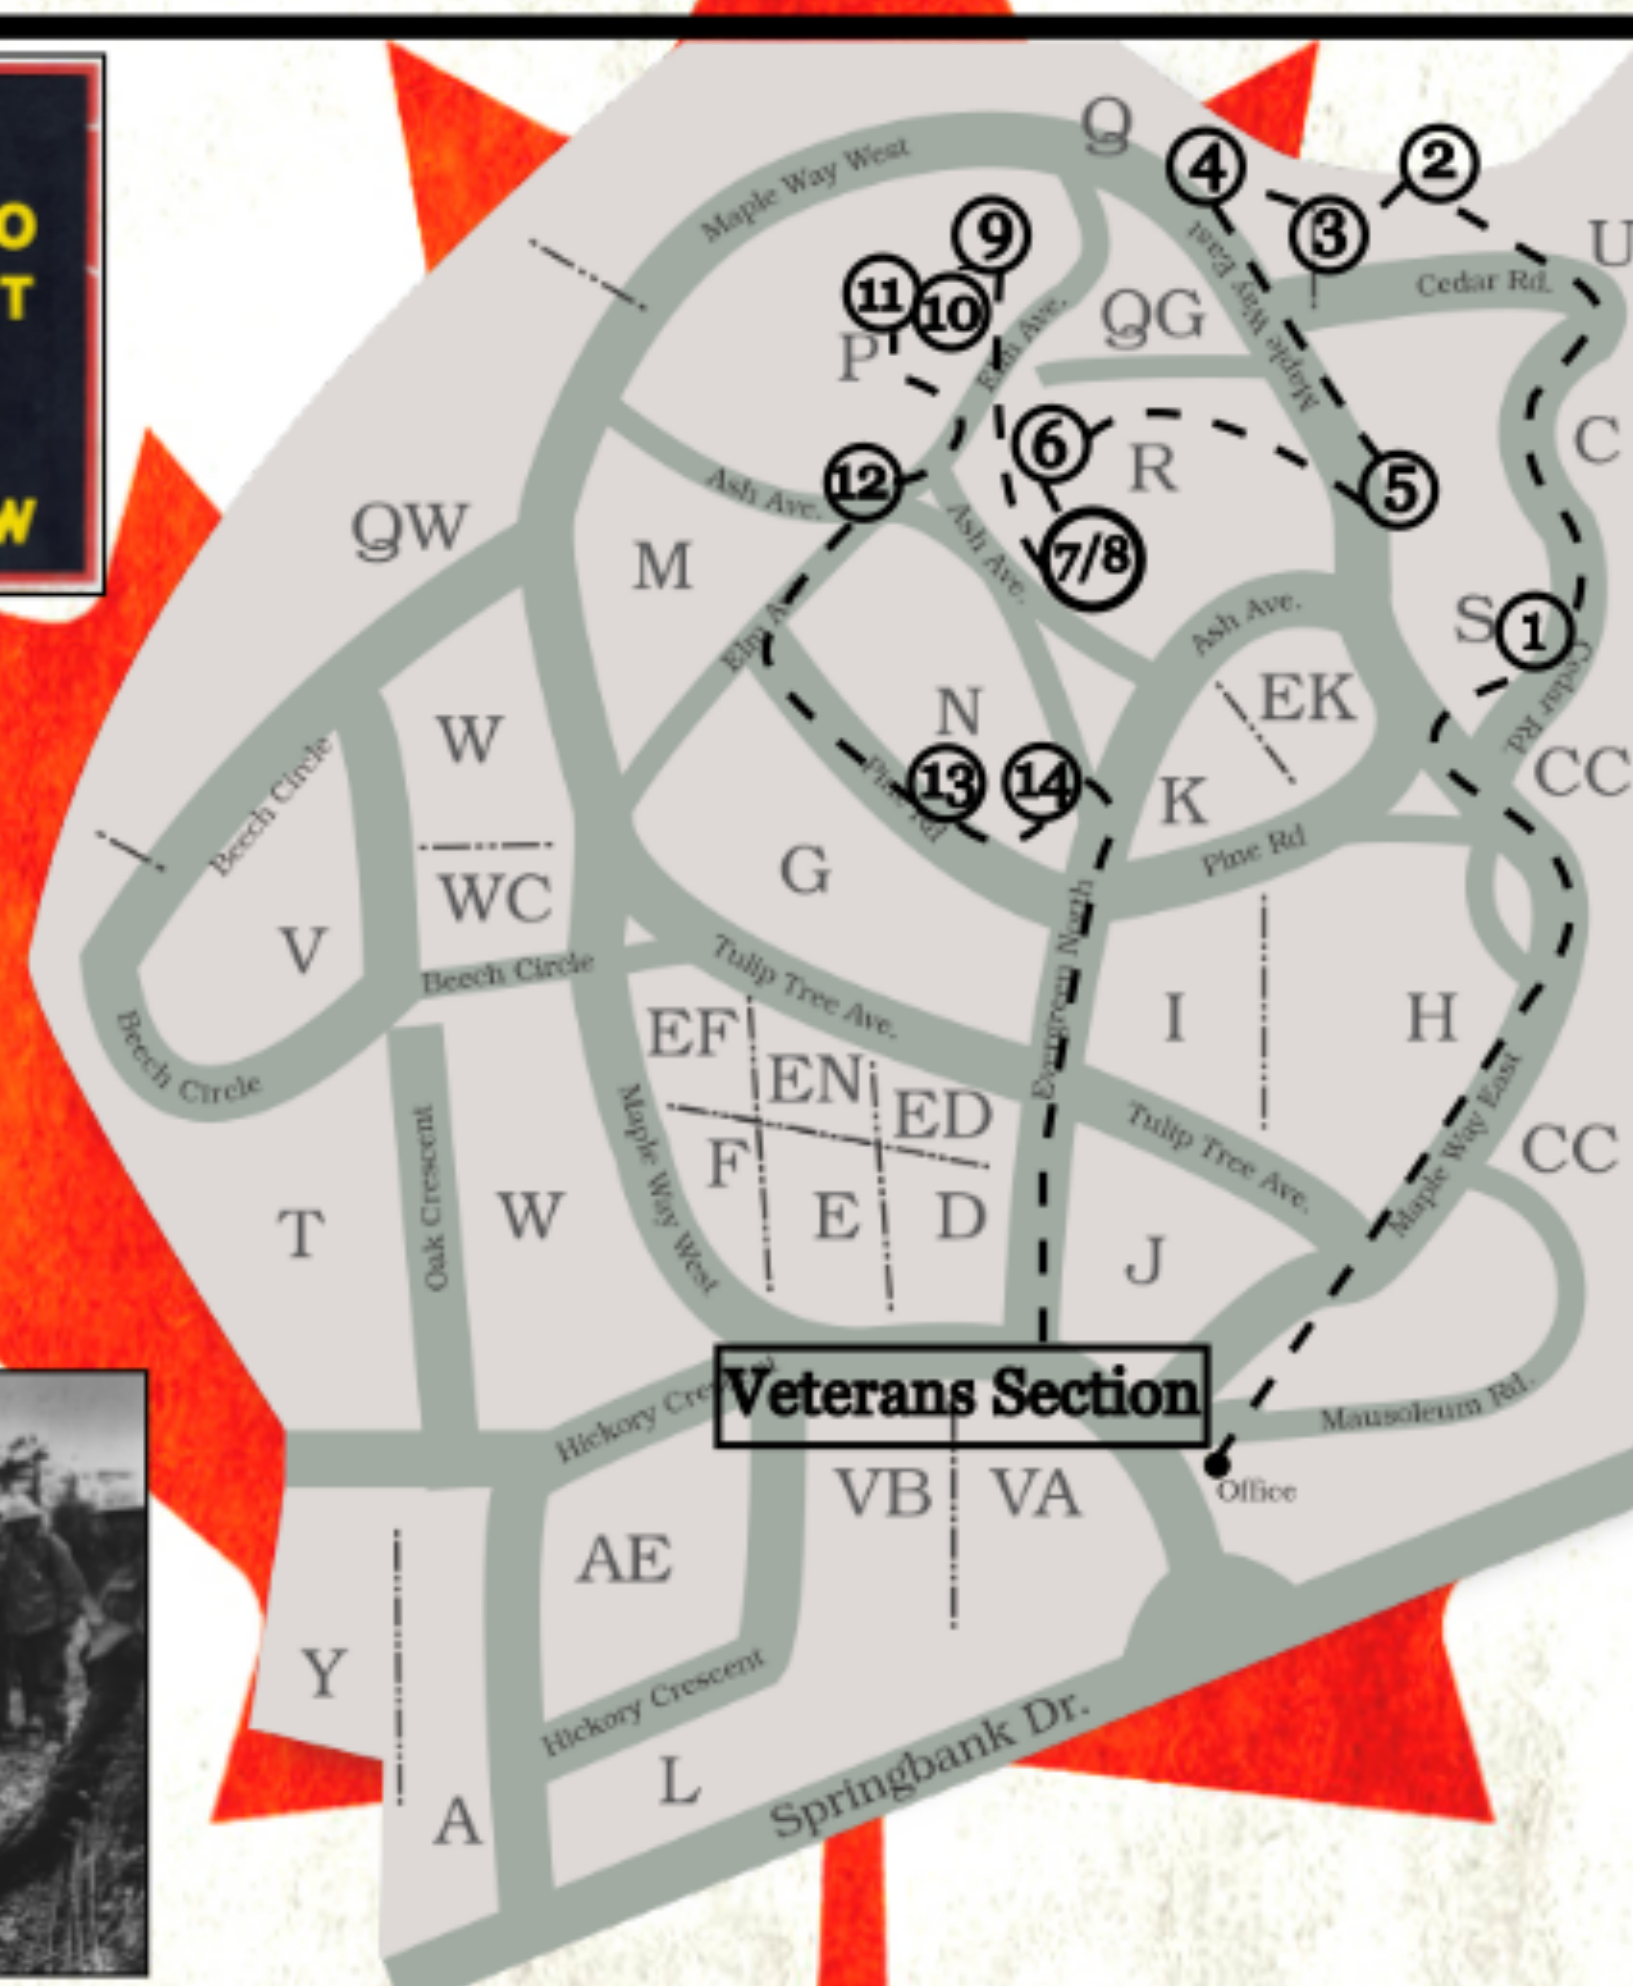 O
T
W
Q
4
2
Maple Way West
9
3
U
Maple Way East
11
10
Cedar Rd.
QG
P
Elm Ave.
6
R
C
12
5
Ash Ave.
QW
M
Ash Ave.
7/8
Ash Ave.
S
1
Elm A
EK
Cedar Rd.
N
W
Beech Circle
13
14
K
CC
Pine Rd
Pine Rd
G
WC
V
Beech Circle
Tulip Tree Ave.
Evergreen North
I
H
EF
EN
ED
Beech Circle
Maple Way West
F
Tulip Tree Ave.
Maple Way East
CC
Oak Crescent
T
W
E
D
J
Veterans Section
Hickory Cres
Mausoleum Rd.
VB
VA
Office
AE
Y
Hickory Crescent
L
Springbank Dr.
A